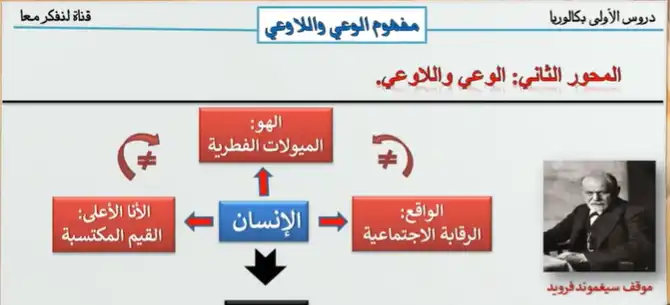 دروس الأولى بكالوريا
مفهوم الوعي واللاوعي
قناة لنفكر معا
المحور الثاني: الوعي واللاوعي.
الهو:
الميولات الفطرية
≠
≠
الواقع:
الرقابة الاجتماعية
الإنسان
الأنا الأعلى:
القيم المكتسبة
موقف سيغموند فرويد